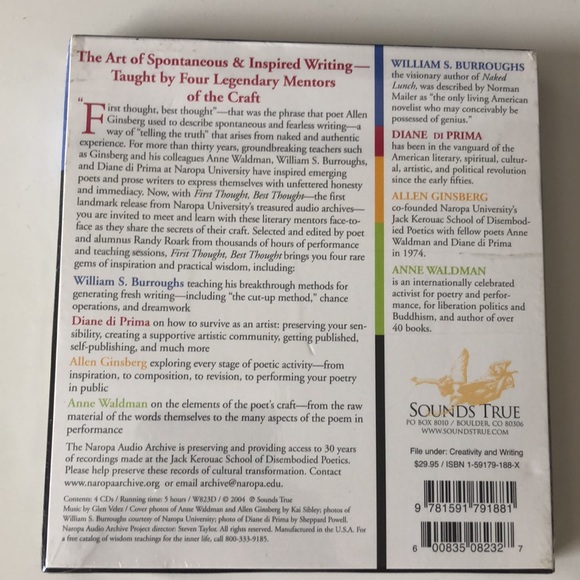 The Art of Spontaneous & Inspired Writing—
Taught by Four Legendary Mentors
of the Craft
"First thought, best thought"—that was the phrase that poet Allen
Ginsberg used to describe spontaneous and fearless writing—a
way of "telling the truth" that arises from naked and authentic
experience. For more than thirty years, groundbreaking teachers such
as Ginsberg and his colleagues Anne Waldman, William S. Burroughs,
and Diane di Prima at Naropa University have inspired emerging
poets and prose writers to express themselves with unfettered honesty
and immediacy. Now, with First Thought, Best Thought—the first
landmark release from Naropa University's treasured audio archives—
you are invited to meet and learn with these literary mentors face-to-
face as they share the secrets of their craft. Selected and edited by poet
and alumnus Randy Roark from thousands of hours of performance
and teaching sessions, First Thought, Best Thought brings you four rare
gems of inspiration and practical wisdom, including:
William S. Burroughs teaching his breakthrough methods for
generating fresh writing—including "the cut-up method," chance
operations, and dreamwork
Diane di Prima on how to survive as an artist: preserving your sen-
sibility, creating a supportive artistic community, getting published,
self-publishing, and much more
Allen Ginsberg exploring every stage of poetic activity—from
inspiration, to composition, to revision, to performing your poetry
in public
Anne Waldman on the elements of the poet's craft—from the raw
material of the words themselves to the many aspects of the poem in
performance
The Naropa Audio Archive is preserving and providing access to 30
years of recordings made at the Jack Kerouac School of Disembodied Poetics.
Please help preserve these records of cultural transformation. Contact
www.naropaarchive.org or email archive@naropa.edu.
Contents: 4 CDs / Running time: 5 hours / W823D / © 2004 ℗ Sounds True
Music by Glen Velez / Cover photos of Anne Waldman and Allen Ginsberg by Kai Sibley; photos of
William S. Burroughs courtesy of Naropa University; photo of Diane di Prima by Sheppard Powell.
Naropa Audio Archive Project director: Steven Taylor. All rights reserved. Manufactured in the U.S.A. For
a free catalog of wisdom teachings for the inner life, call 800-333-9185.
WILLIAM S. BURROUGHS
the visionary author of Naked
Lunch, was described by Norman
Mailer as "the only living American
novelist who may conceivably be
possessed of genius."
DIANE DI PRIMA
has been in the vanguard of the
American literary, spiritual, cultur-
al, artistic, and political revolution
since the early fifties.
ALLEN GINSBERG
co-founded Naropa University's
Jack Kerouac School of Disembod-
ied Poetics with fellow poets Anne
Waldman and Diane di Prima
in 1974.
ANNE WALDMAN
is an internationally celebrated
activist for poetry and perfor-
mance, for liberation politics and
Buddhism, and author of over
40 books.
SOUNDS TRUE
PO BOX 8010 / BOULDER, CO 80306
WWW.SOUNDSTRUE.COM
File under: Creativity and Writing
$29.95 / ISBN 1-59179-188-X
9 781591 791881
6 00835 08232 7